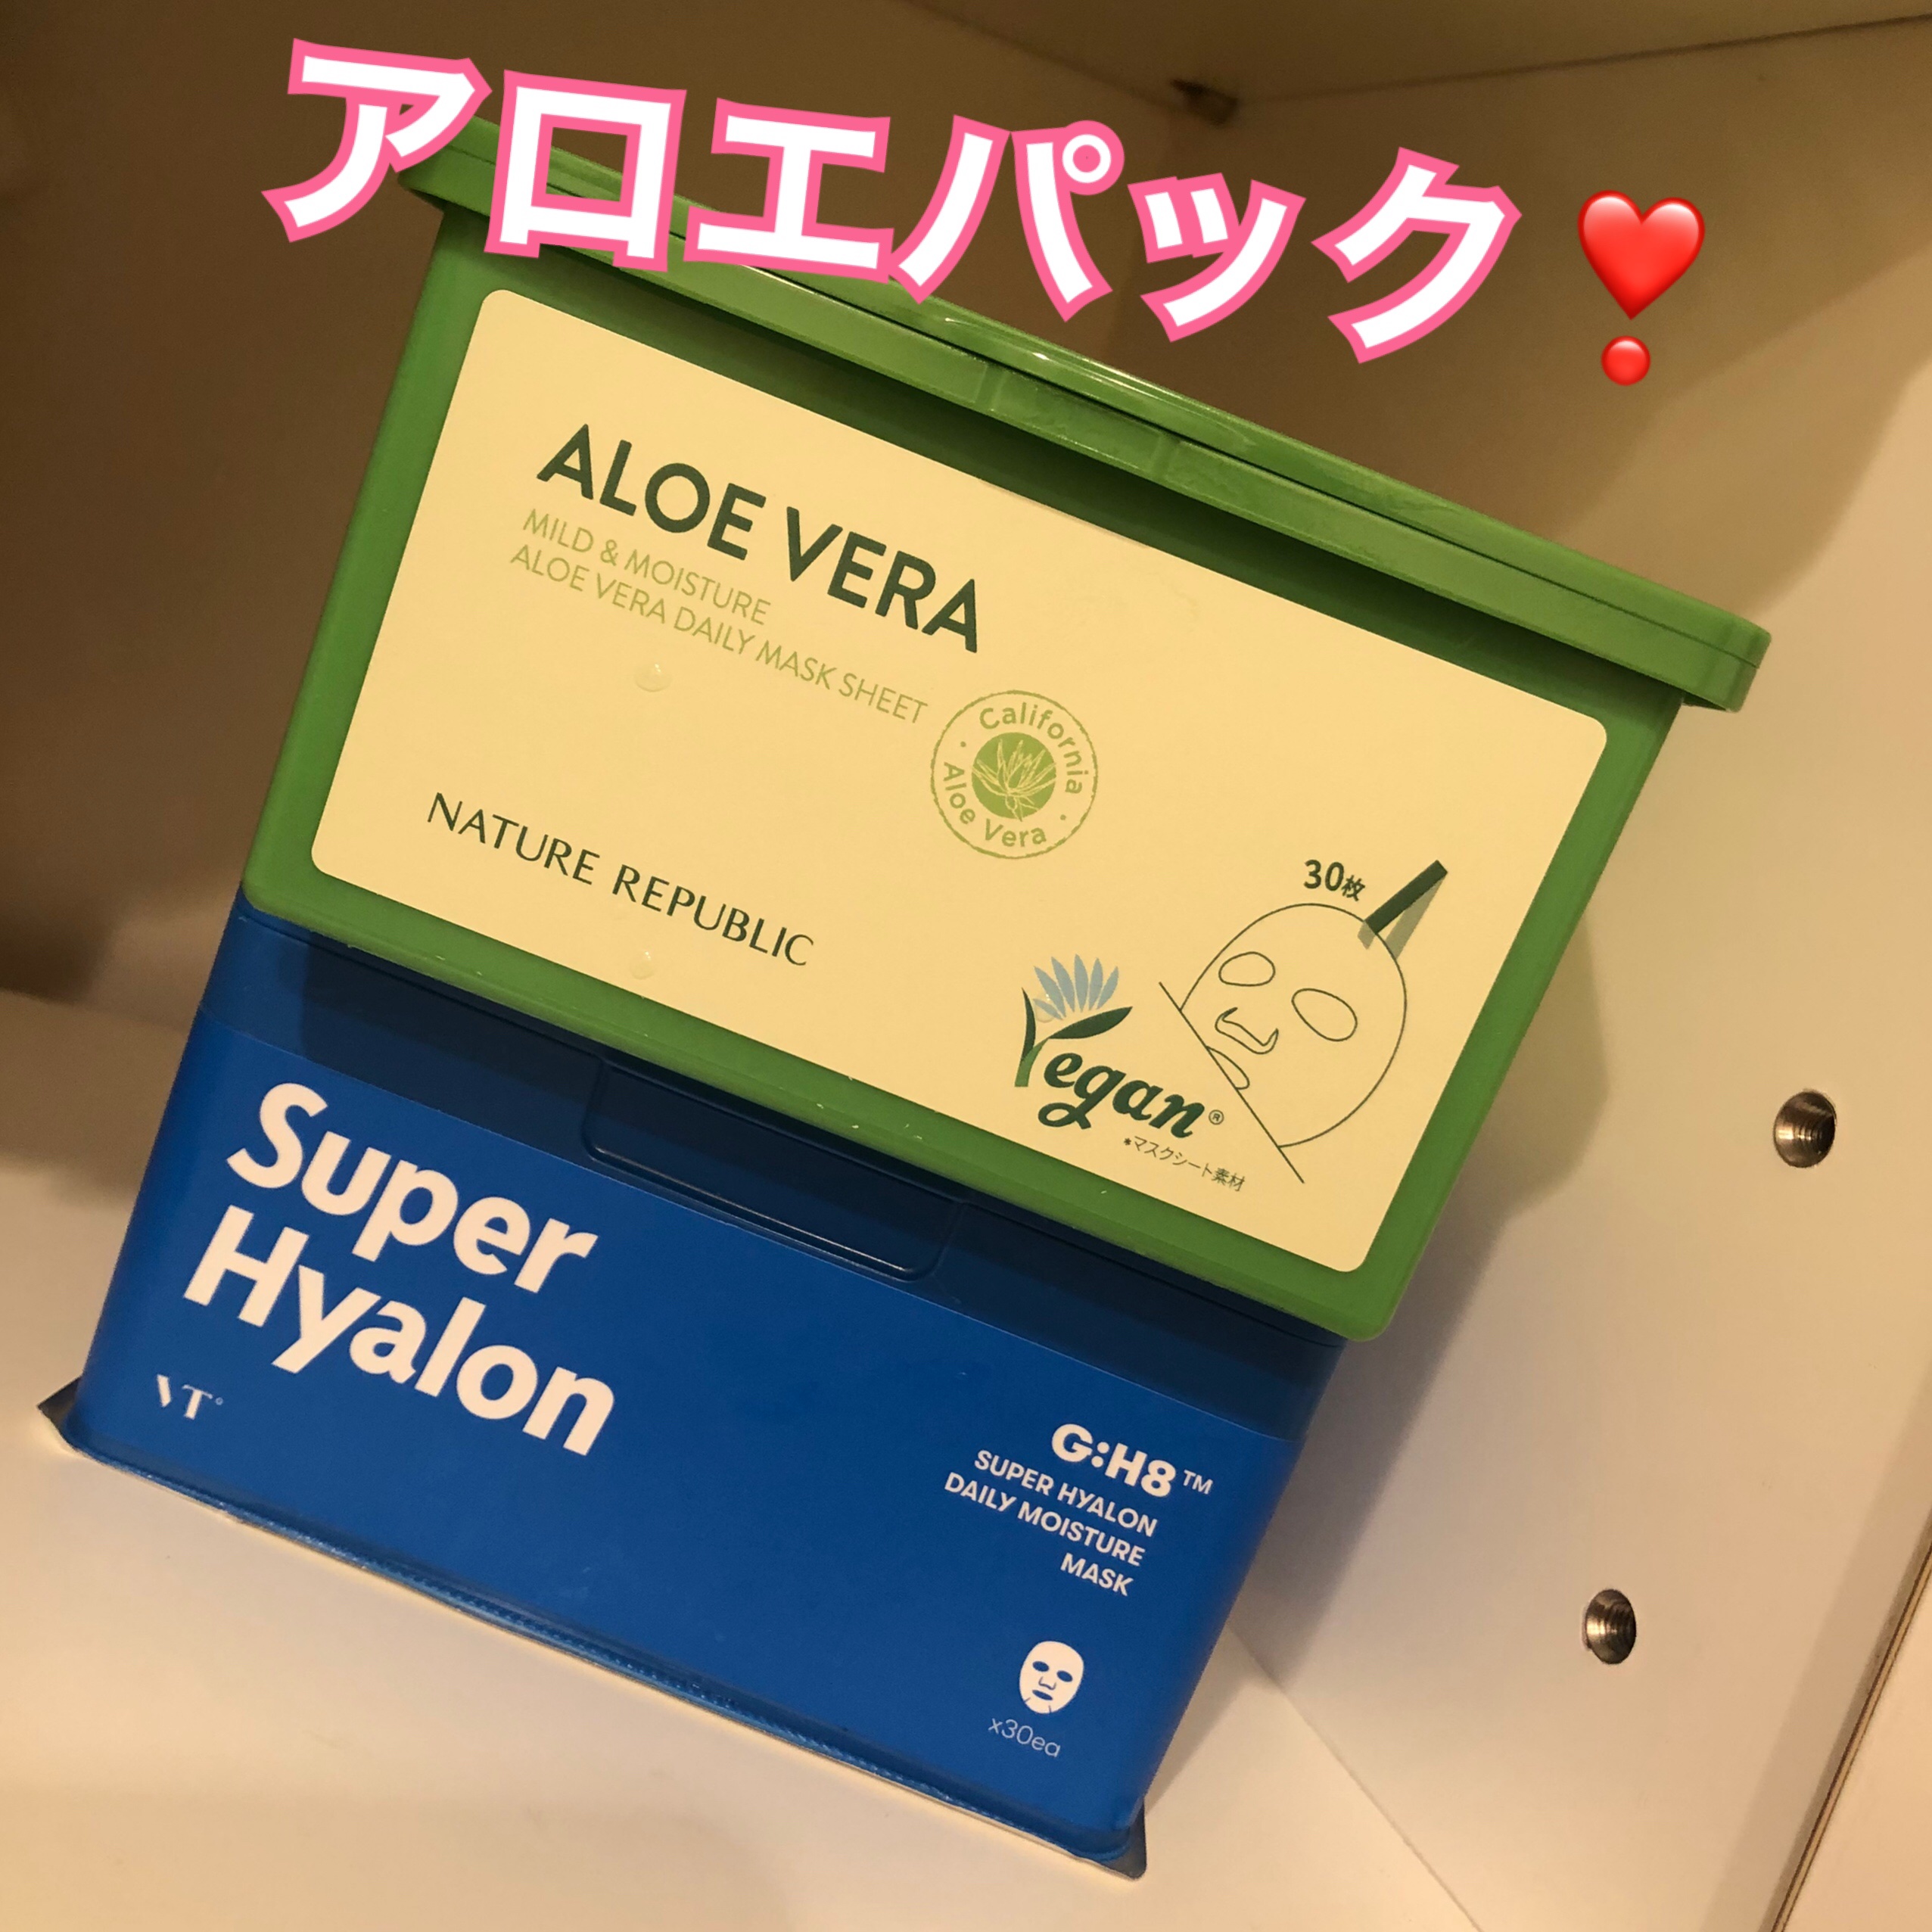 アロエパック❣
ALOE VERA
MILD & MOISTURE
ALOE VERA DAILY MASK SHEET
California
Aloe Vera
NATURE REPUBLIC
30枚
Vegan®
*マスクシート素材
Super
Hyalon
VT
G:H8™
SUPER HYALON
DAILY MOISTURE
MASK
x30ea